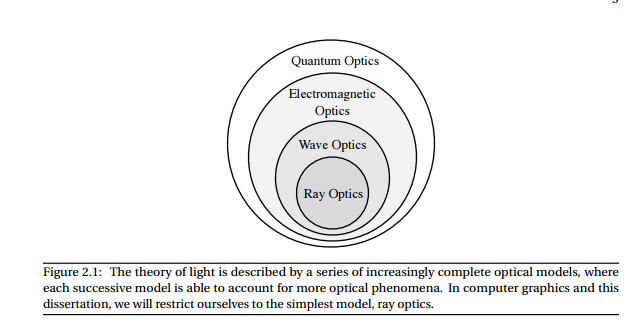 Quantum Optics
Electromagnetic
Optics
Wave Optics
Ray Optics
Figure 2.1: The theory of light is described by a series of increasingly complete optical models, where
each successive model is able to account for more optical phenomena. In computer graphics and this
dissertation, we will restrict ourselves to the simplest model, ray optics.